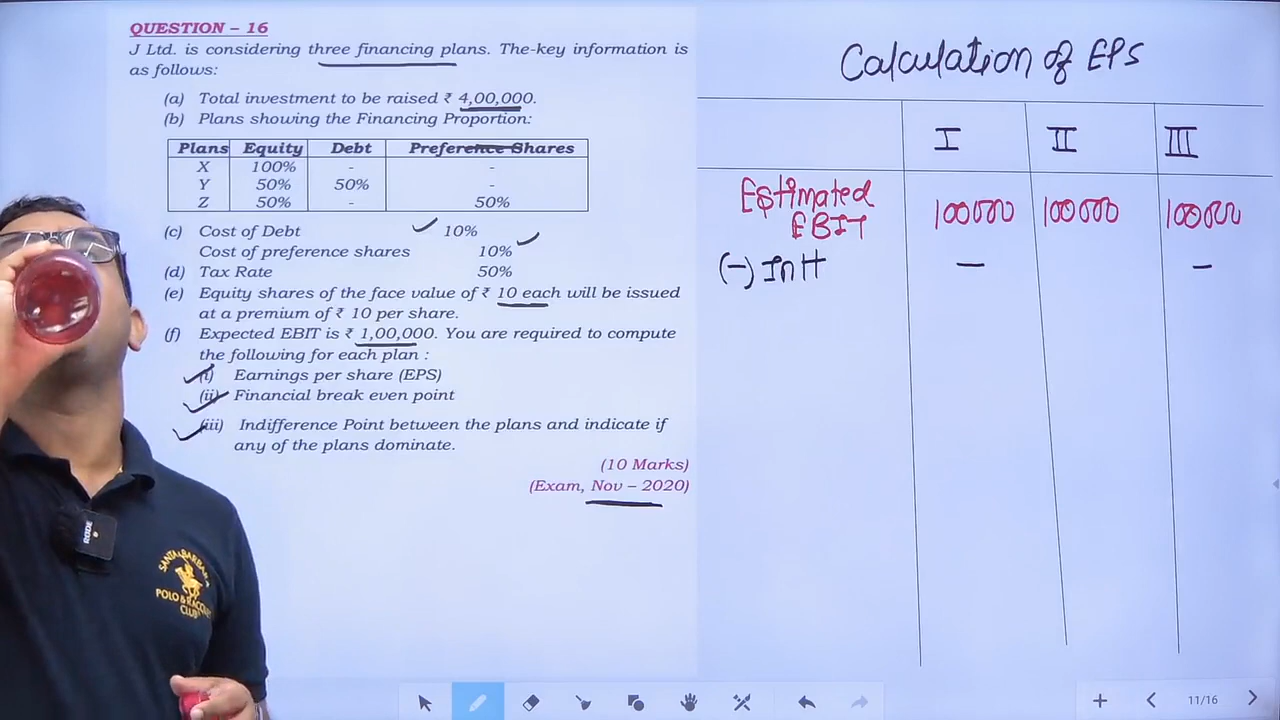 QUESTION – 16
J Ltd. is considering three financing plans. The-key information is
as follows:
(a) Total investment to be raised ₹ 4,00,000.
(b) Plans showing the Financing Proportion:
Plans Equity Debt Preference Shares
X 100% - -
Y 50% 50% -
Z 50% - 50%
(c) Cost of Debt 10%
Cost of preference shares 10%
(d) Tax Rate 50%
(e) Equity shares of the face value of ₹ 10 each will be issued
at a premium of ₹ 10 per share.
(f) Expected EBIT is ₹ 1,00,000. You are required to compute
the following for each plan :
(i) Earnings per share (EPS)
(ii) Financial break even point
(iii) Indifference Point between the plans and indicate if
any of the plans dominate.
(10 Marks)
(Exam, Nov – 2020)
Calculation of EPS
I II III
Estimated
EBIT 100000 100000 100000
(-) Intt - -
RODE
SANTA BARBARA
POLO & RACQUET
CLUB
11/16